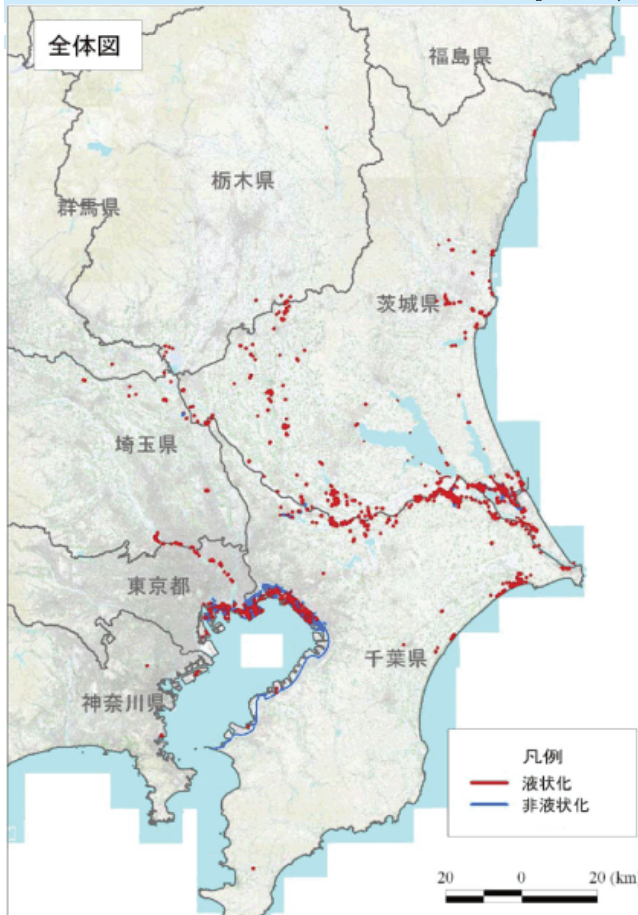 全体図
福島県
栃木県
群馬県
茨城県
埼玉県
東京都
千葉県
神奈川県
凡例
液状化
非液状化
20 0 20 (km)